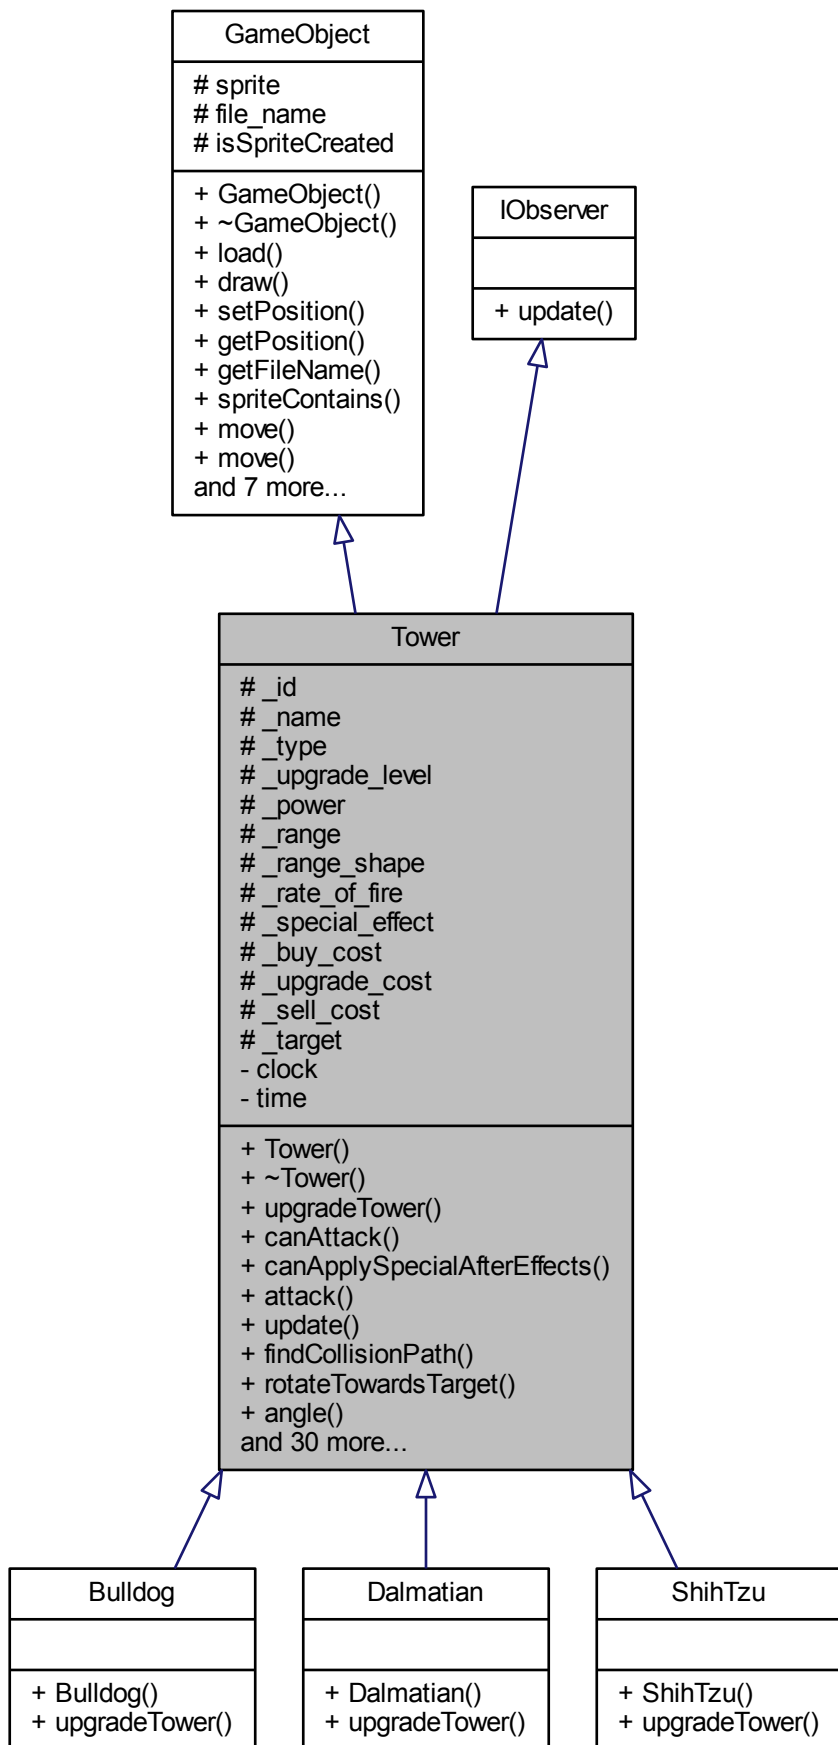 GameObject
# sprite
# file_name
# isSpriteCreated
+ GameObject()
+ ~GameObject()
+ load()
+ draw()
+ setPosition()
+ getPosition()
+ getFileName()
+ spriteContains()
+ move()
+ move()
and 7 more...
IObserver
+ update()
Tower
# _id
# _name
# _type
# _upgrade_level
# _power
# _range
# _range_shape
# _rate_of_fire
# _special_effect
# _buy_cost
# _upgrade_cost
# _sell_cost
# _target
- clock
- time
+ Tower()
+ ~Tower()
+ upgradeTower()
+ canAttack()
+ canApplySpecialAfterEffects()
+ attack()
+ update()
+ findCollisionPath()
+ rotateTowardsTarget()
+ angle()
and 30 more...
Bulldog
+ Bulldog()
+ upgradeTower()
Dalmatian
+ Dalmatian()
+ upgradeTower()
ShihTzu
+ ShihTzu()
+ upgradeTower()